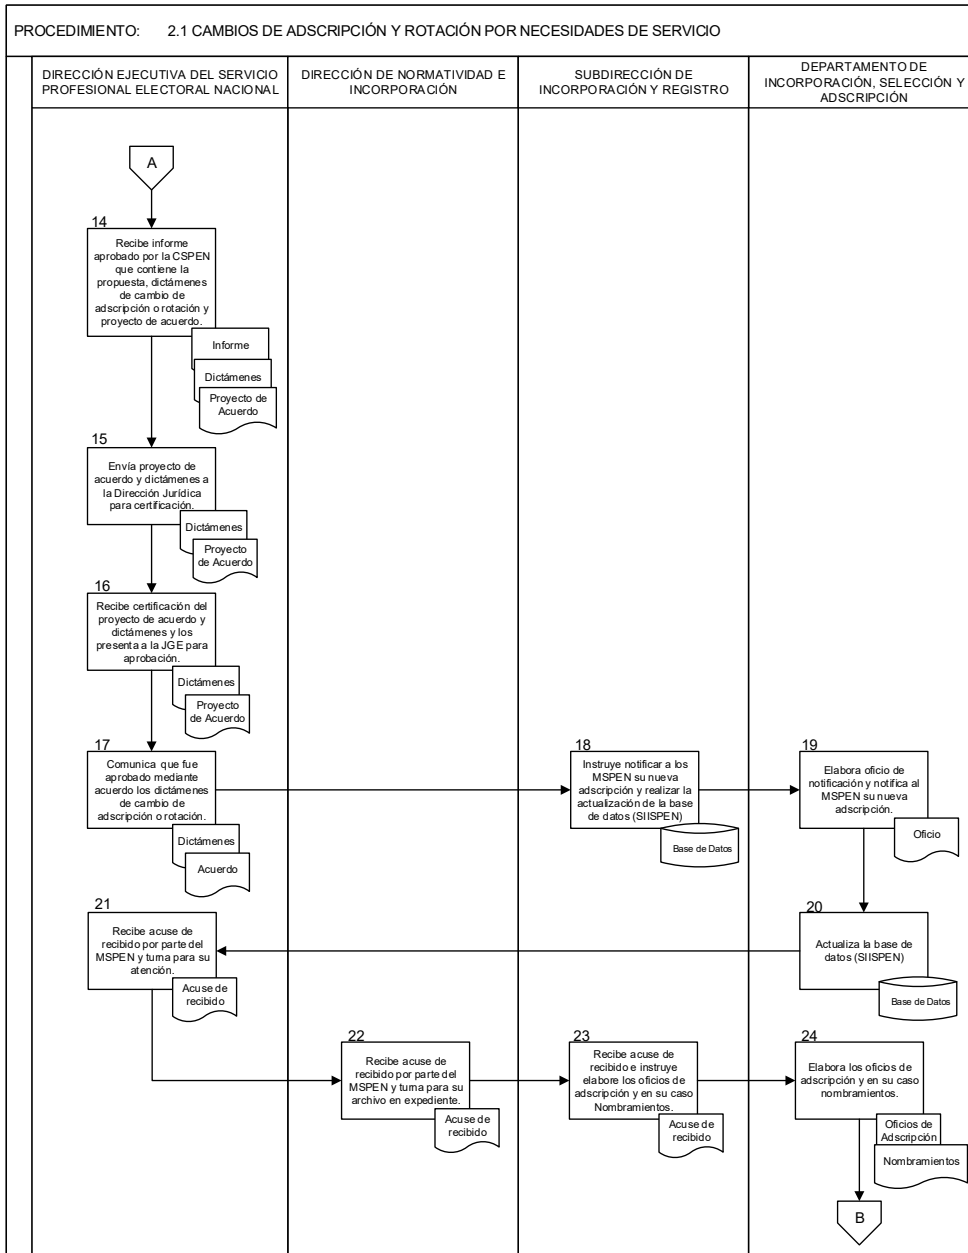 PROCEDIMIENTO: 2.1 CAMBIOS DE ADSCRIPCIÓN Y ROTACIÓN POR NECESIDADES DE SERVICIO
DIRECCIÓN EJECUTIVA DEL SERVICIO
PROFESIONAL ELECTORAL NACIONAL
DIRECCIÓN DE NORMATIVIDAD E
INCORPORACIÓN
SUBDIRECCIÓN DE
INCORPORACIÓN Y REGISTRO
DEPARTAMENTO DE
INCORPORACIÓN, SELECCIÓN Y
ADSCRIPCIÓN
A
14
Recibe informe
aprobado por la CSPEN
que contiene la
propuesta, dictámenes
de cambio de
adscripción o rotación y
proyecto de acuerdo.
Informe
Dictámenes
Proyecto de
Acuerdo
15
Envía proyecto de
acuerdo y dictámenes a
la Dirección Jurídica
para certificación.
Dictámenes
Proyecto
de Acuerdo
16
Recibe certificación del
proyecto de acuerdo y
dictámenes y los
presenta a la JGE para
aprobación.
Dictámenes
Proyecto
de Acuerdo
17
Comunica que fue
aprobado mediante
acuerdo los dictámenes
de cambio de
adscripción o rotación.
Dictámenes
Acuerdo
18
Instruye notificar a los
MSPEN su nueva
adscripción y realizar la
actualización de la base
de datos (SIISPEN)
Base de Datos
19
Elabora oficio de
notificación y notifica al
MSPEN su nueva
adscripción.
Oficio
20
Actualiza la base de
datos (SIISPEN)
Base de Datos
21
Recibe acuse de
recibido por parte del
MSPEN y turna para su
atención.
Acuse de
recibido
22
Recibe acuse de
recibido por parte del
MSPEN y turna para su
archivo en expediente.
Acuse de
recibido
23
Recibe acuse de
recibido e instruye
elabore los oficios de
adscripción y en su caso
Nombramientos.
Acuse de
recibido
24
Elabora los oficios de
adscripción y en su caso
nombramientos.
Oficios de
Adscripción
Nombramientos
B